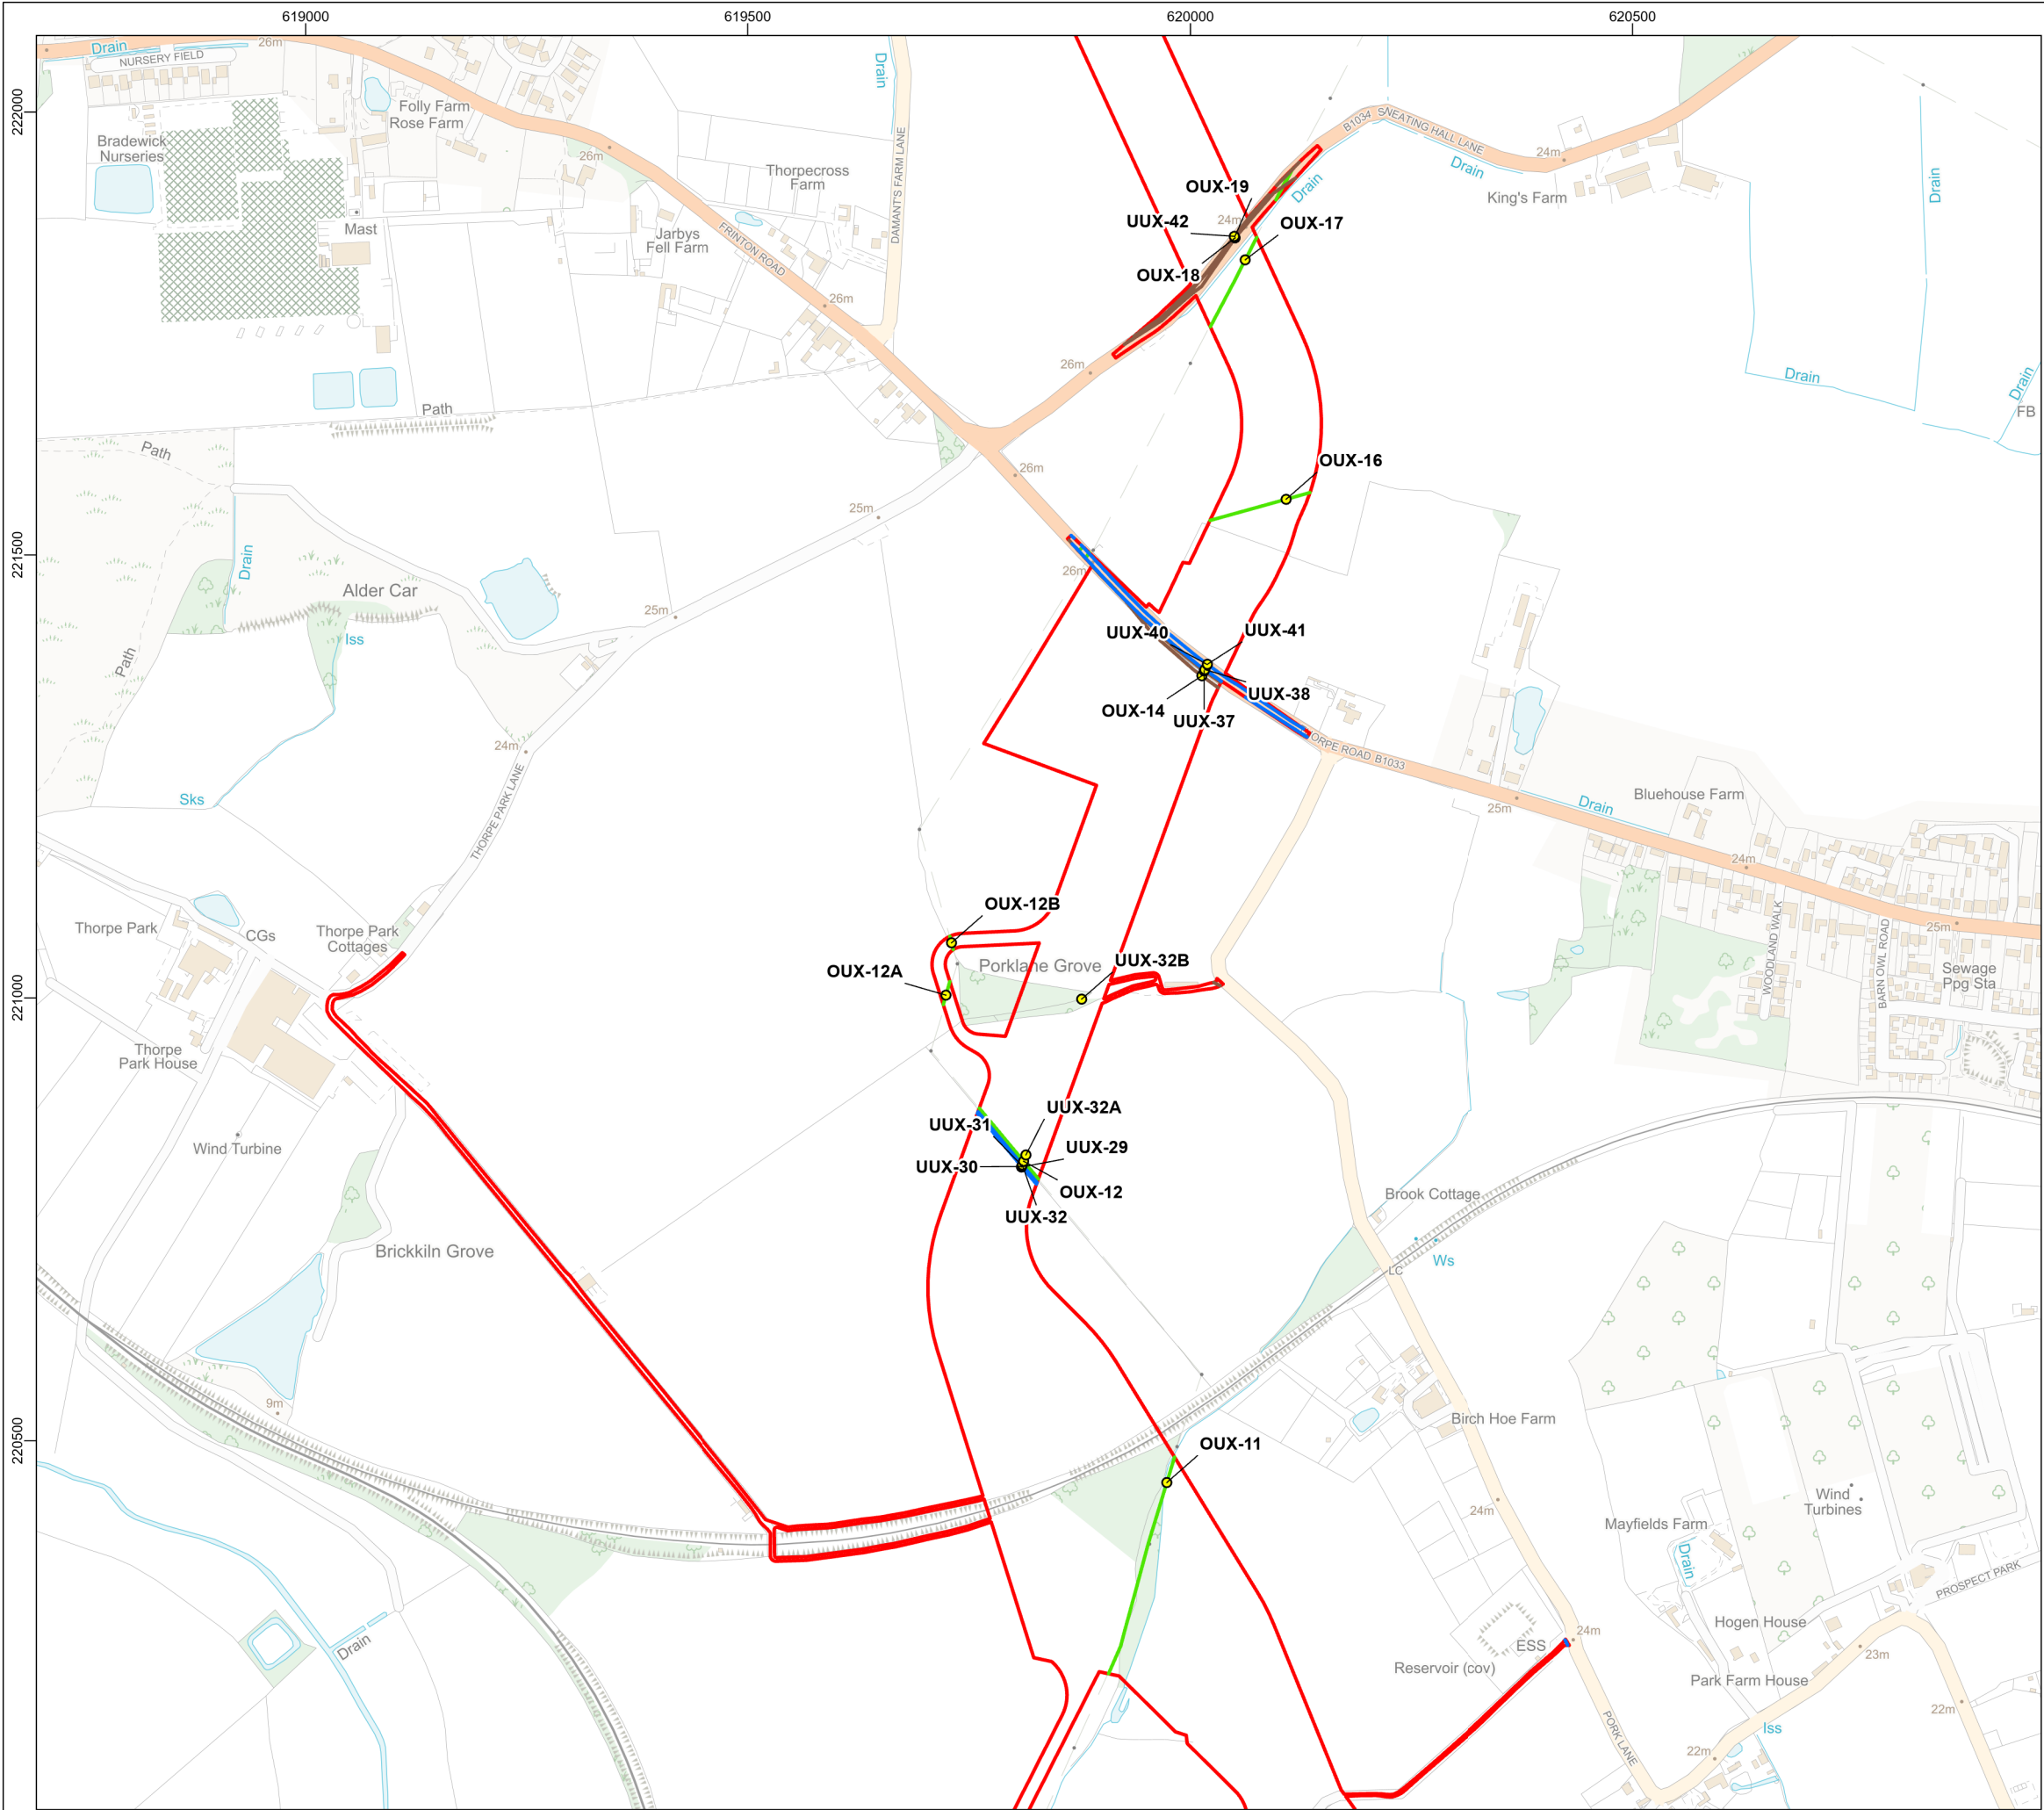 619000
619500
620000
620500
222000
221500
221000
220500
Drain
26m
NURSERY FIELD
Folly Farm
Rose Farm
Bradewick
Nurseries
26m
Drain
DAMANT'S FARM LANE
Thorpecross
Farm
Mast
Jarbys
Fell Farm
FRINTON ROAD
26m
Path
Path
B1034 SNEATING HALL LANE
24m
Drain
King's Farm
Drain
Drain
Drain
FB
OUX-19
24m
UUX-42
OUX-17
OUX-18
Drain
26m
26m
OUX-16
25m
26m
Drain
Alder Car
25m
Iss
Path
UUX-40
UUX-41
UUX-38
OUX-14
UUX-37
ORPE ROAD B1033
24m
Sks
THORPE PARK LANE
25m
Drain
Bluehouse Farm
24m
25m
WOODLAND WALK
BARN OWL ROAD
Sewage
Ppg Sta
Thorpe Park
CGs
Thorpe Park
Cottages
OUX-12B
OUX-12A
Porklane Grove
UUX-32B
Thorpe
Park House
Wind Turbine
UUX-32A
UUX-31
UUX-29
UUX-30
OUX-12
UUX-32
Brook Cottage
Ws
LC
Brickkiln Grove
9m
Birch Hoe Farm
OUX-11
24m
Wind
Turbines
Mayfields Farm
Drain
PROSPECT PARK
Hogen House
24m
ESS
Reservoir (cov)
23m
Park Farm House
22m
Iss
22m
PORK LANE
Drain